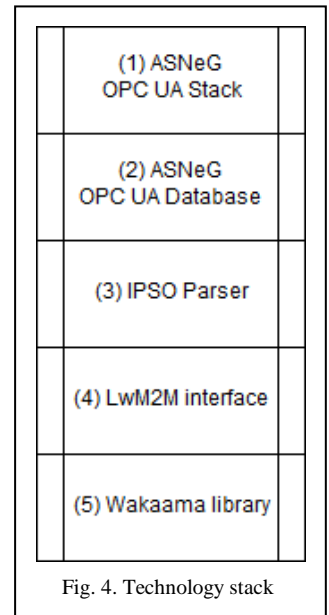 (1) ASNeG
OPC UA Stack
(2) ASNeG
OPC UA Database
(3) IPSO Parser
(4) LwM2M interface
(5) Wakaama library
Fig. 4. Technology stack